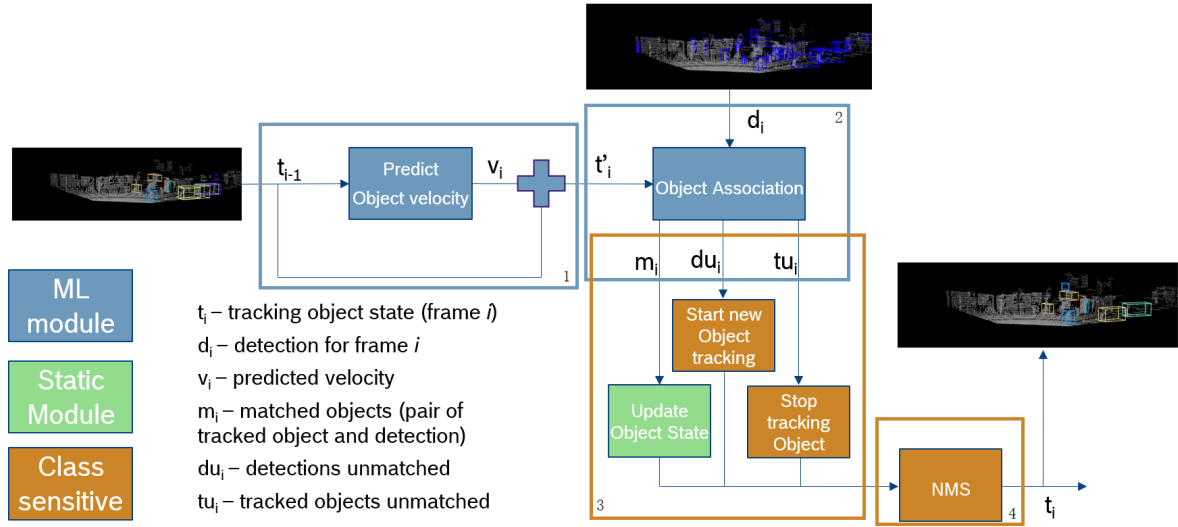 d_i
2
t_{i-1}
Predict
Object velocity
v_i
t'_i
Object Association
1
m_i
du_i
tu_i
ML
module
Static
Module
Class
sensitive
t_i – tracking object state (frame i)
d_i – detection for frame i
v_i – predicted velocity
m_i – matched objects (pair of
tracked object and detection)
du_i – detections unmatched
tu_i – tracked objects unmatched
Start new
Object
tracking
Update
Object State
Stop
tracking
Object
3
NMS
4
t_i